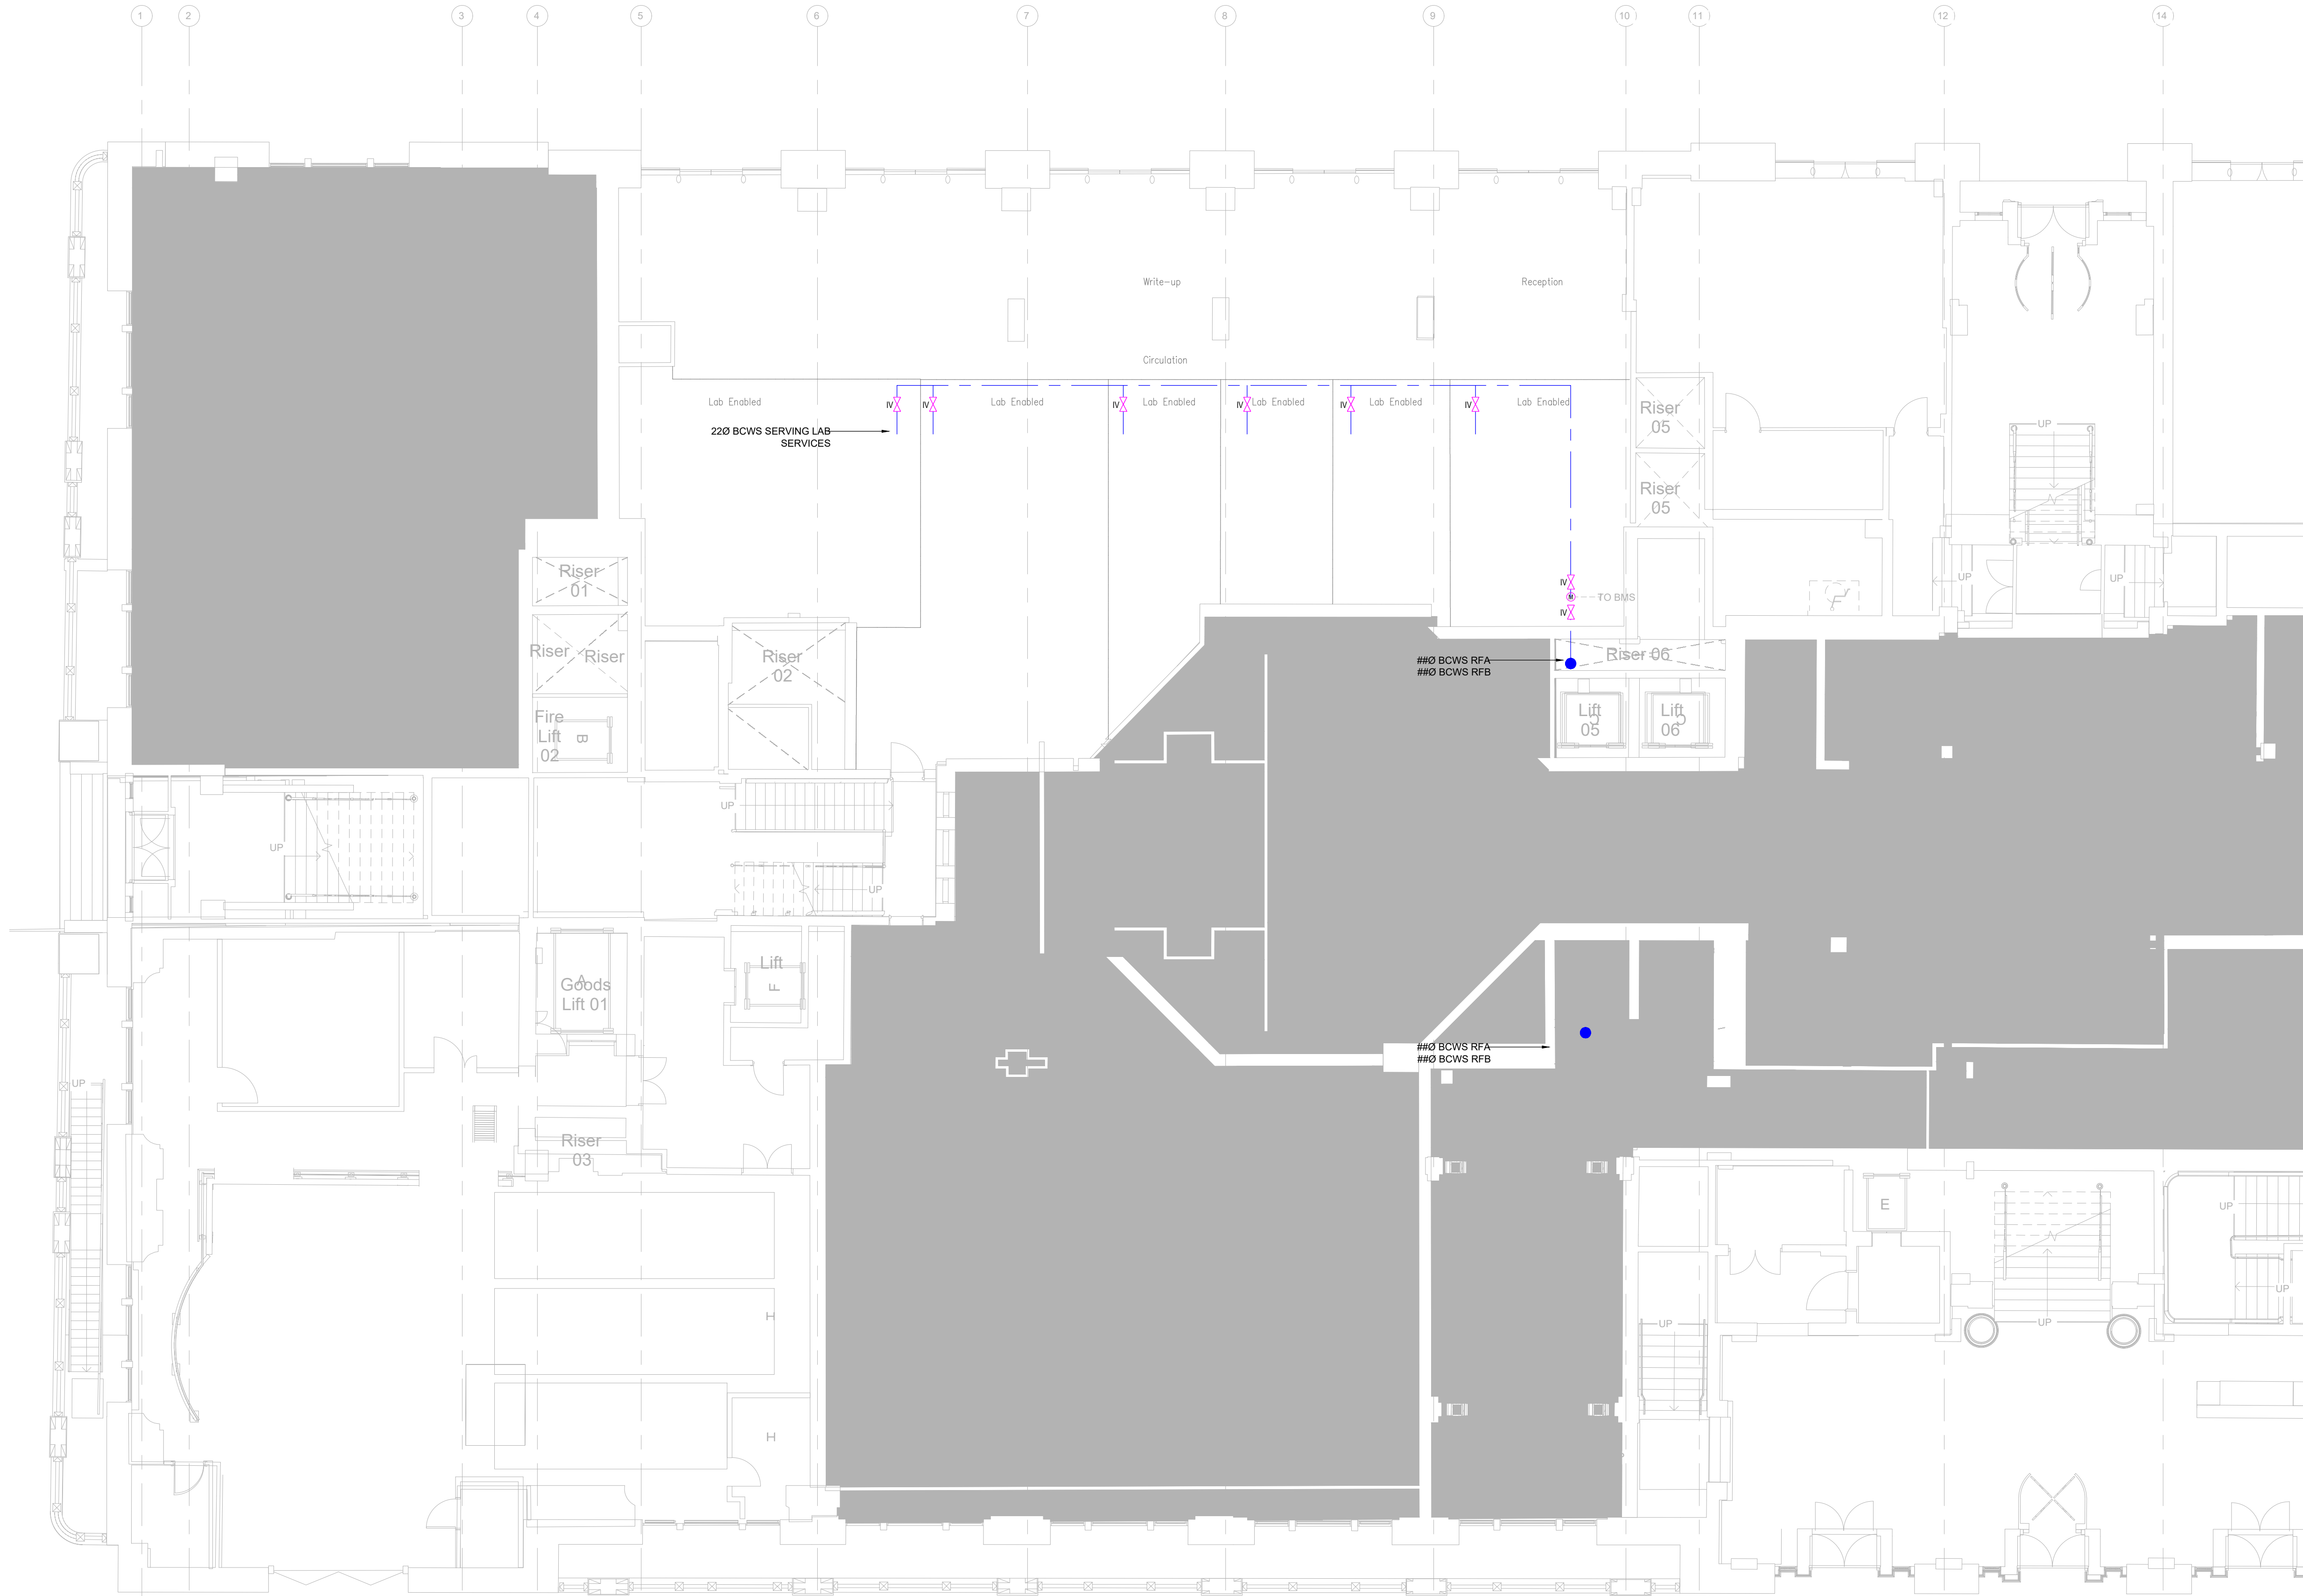 1 2 3 4 5 6 7 8 9 10 11 12 14
Write-up
Reception
Circulation
Lab Enabled
Lab Enabled
Lab Enabled
Lab Enabled
Lab Enabled
Lab Enabled
IV
IV
IV
IV
IV
IV
22Ø BCWS SERVING LAB
SERVICES
Riser
05
UP
Riser
05
Riser
01
IV
M
TO BMS
IV
UP
UP
Riser
Riser
Riser
02
Riser 06
##Ø BCWS RFA
##Ø BCWS RFB
Fire
Lift
02
B
Lift
05
C
Lift
06
C
UP
UP
UP
Lift
F
A
Goods
Lift 01
##Ø BCWS RFA
##Ø BCWS RFB
UP
Riser
03
E
UP
UP
UP
UP
H
H